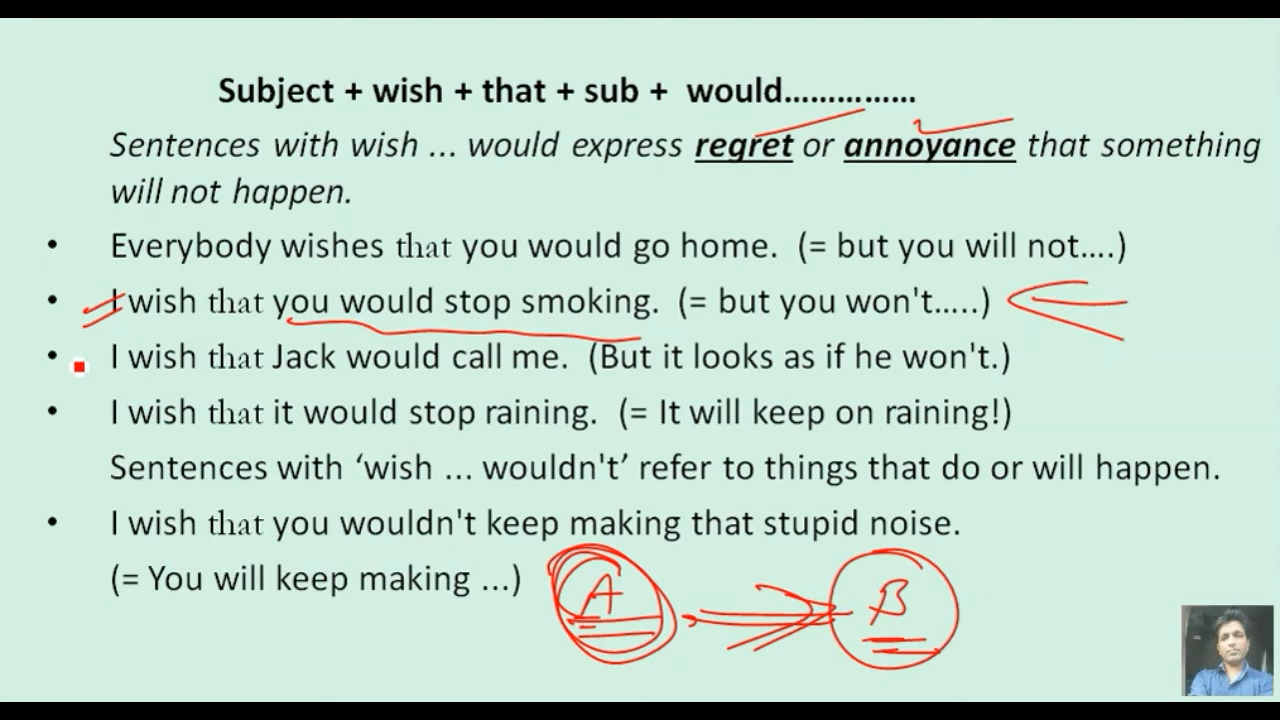 Subject + wish + that + sub + would……………
Sentences with wish ... would express regret or annoyance that something
will not happen.
• Everybody wishes that you would go home. (= but you will not….)
• I wish that you would stop smoking. (= but you won't…..)
• I wish that Jack would call me. (But it looks as if he won't.)
• I wish that it would stop raining. (= It will keep on raining!)
Sentences with ‘wish ... wouldn't’ refer to things that do or will happen.
• I wish that you wouldn't keep making that stupid noise.
(= You will keep making ...)
A B